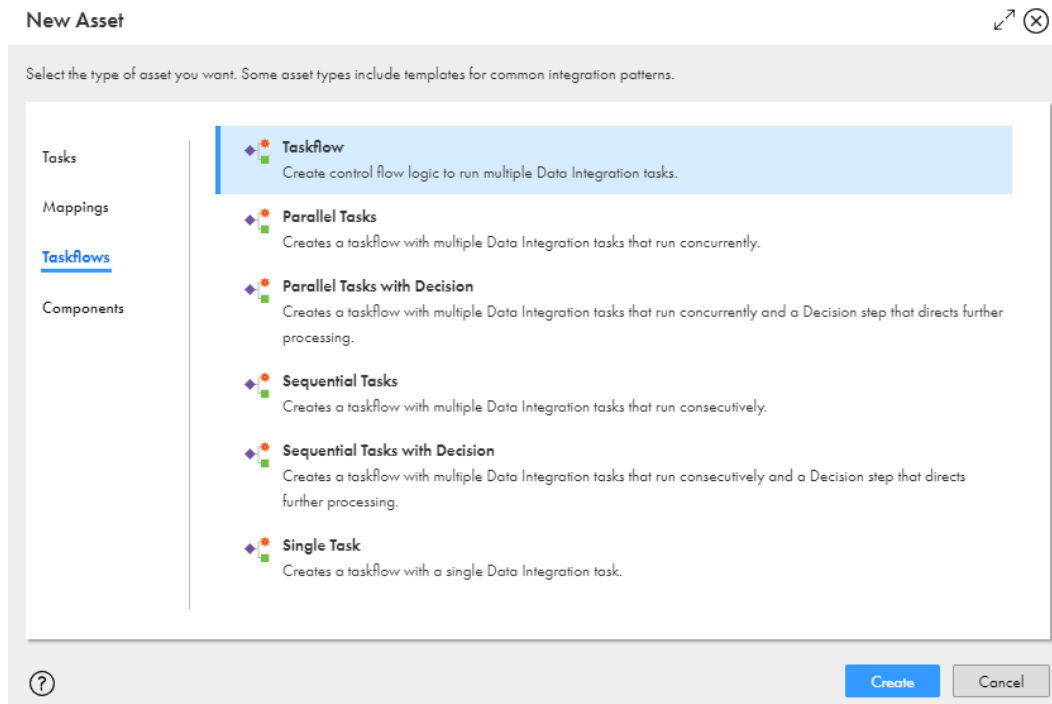 New Asset
Select the type of asset you want. Some asset types include templates for common integration patterns.
Tasks
Mappings
Taskflows
Components
Taskflow
Create control flow logic to run multiple Data Integration tasks.
Parallel Tasks
Creates a taskflow with multiple Data Integration tasks that run concurrently.
Parallel Tasks with Decision
Creates a taskflow with multiple Data Integration tasks that run concurrently and a Decision step that directs further
processing.
Sequential Tasks
Creates a taskflow with multiple Data Integration tasks that run consecutively.
Sequential Tasks with Decision
Creates a taskflow with multiple Data Integration tasks that run consecutively and a Decision step that directs
further processing.
Single Task
Creates a taskflow with a single Data Integration task.
?
Create
Cancel